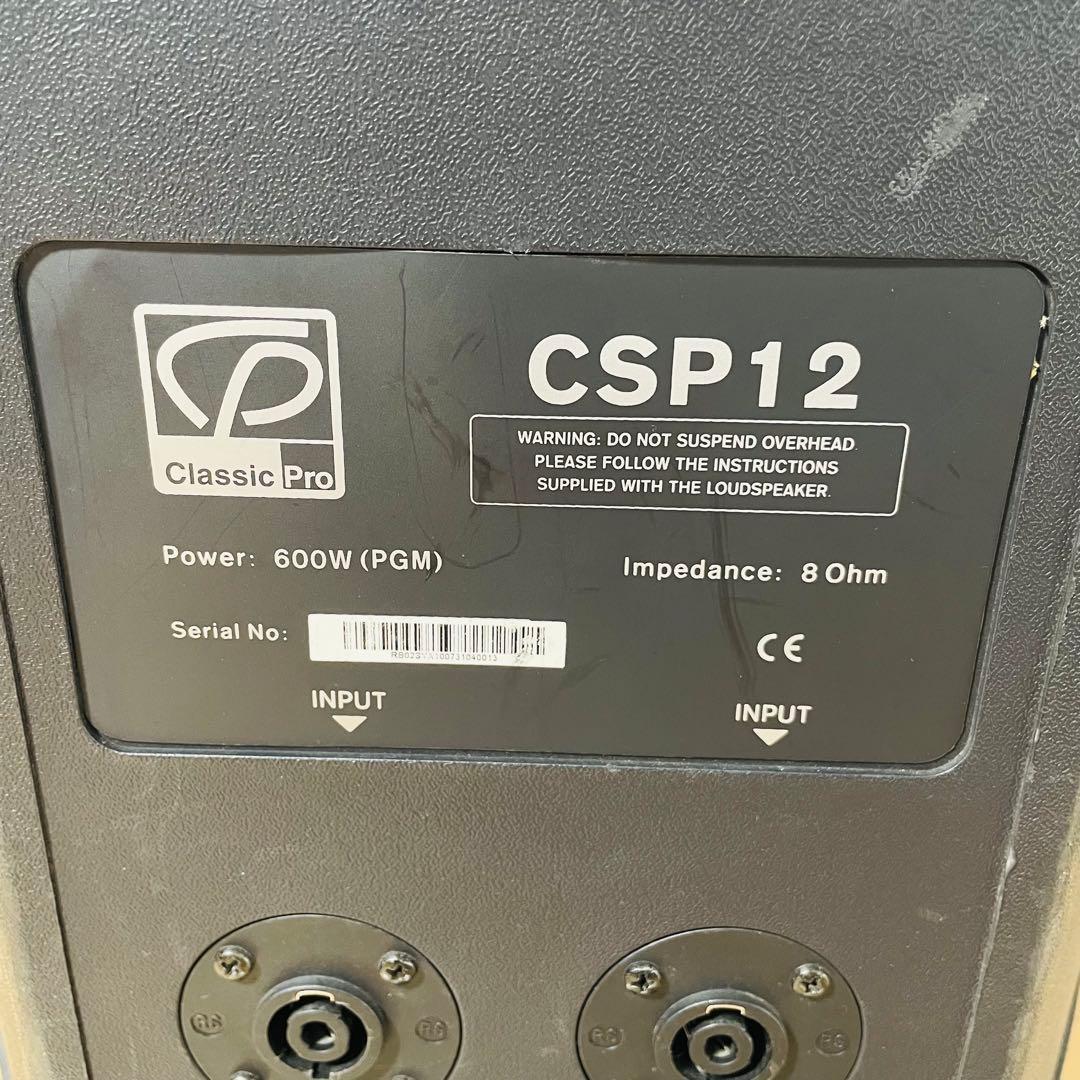 CP
Classic Pro
CSP12
WARNING: DO NOT SUSPEND OVERHEAD.
PLEASE FOLLOW THE INSTRUCTIONS
SUPPLIED WITH THE LOUDSPEAKER.
Power: 600W (PGM)
Impedance: 8 Ohm
Serial No:
CE
INPUT
INPUT